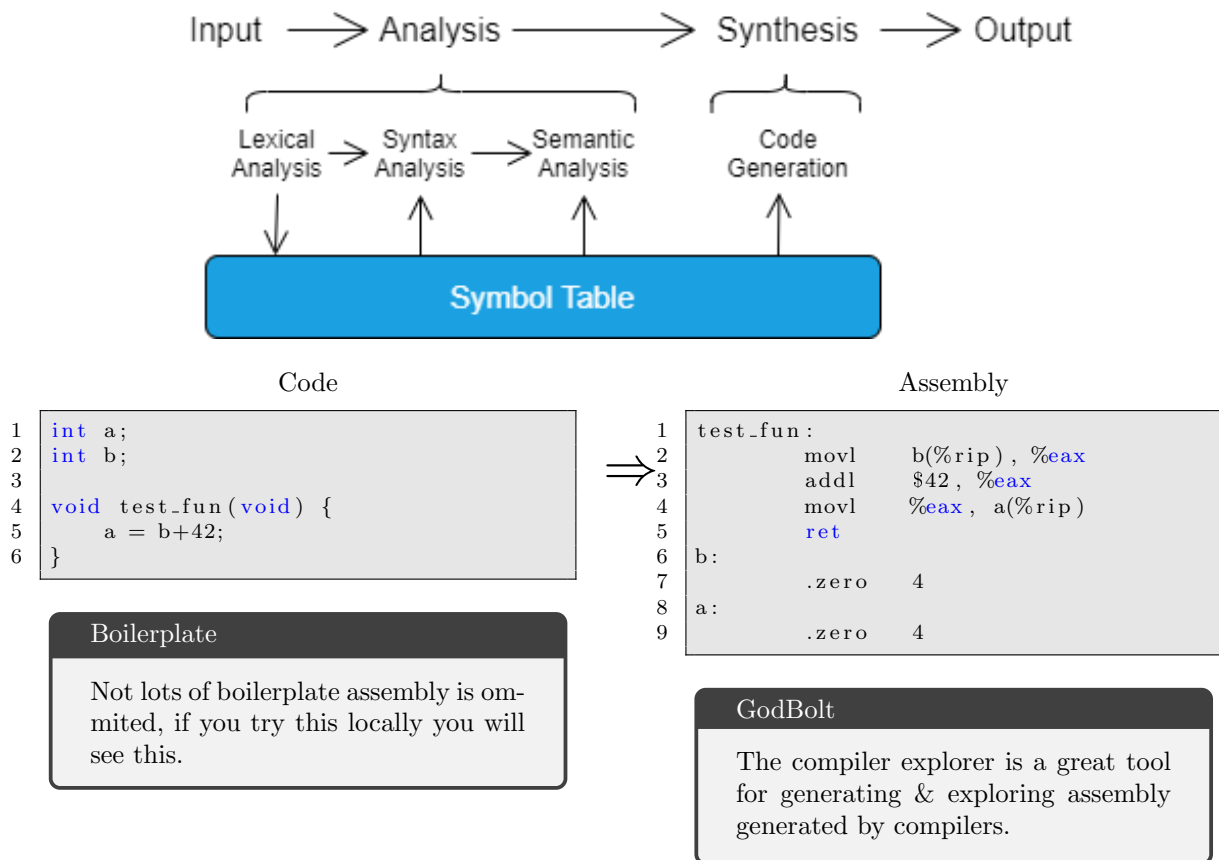 Input Analysis Synthesis Output
Lexical Analysis
Syntax Analysis
Semantic Analysis
Code Generation
Symbol Table
Code
1 int a;
2 int b;
3
4 void test_fun(void) {
5 a = b+42;
6 }
Boilerplate
Not lots of boilerplate assembly is om-
mited, if you try this locally you will
see this.
⇒
Assembly
1 test_fun:
2 movl b(%rip), %eax
3 addl $42, %eax
4 movl %eax, a(%rip)
5 ret
6 b:
7 .zero 4
8 a:
9 .zero 4
GodBolt
The compiler explorer is a great tool
for generating & exploring assembly
generated by compilers.